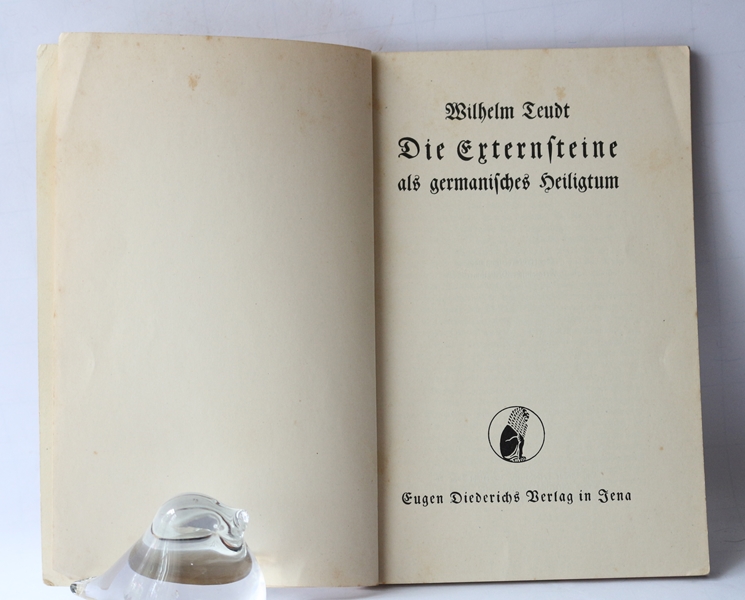 Wilhelm Teudt
Die Externſteine
als germaniſches Heiligtum
Eugen Diederichs Verlag in Jena